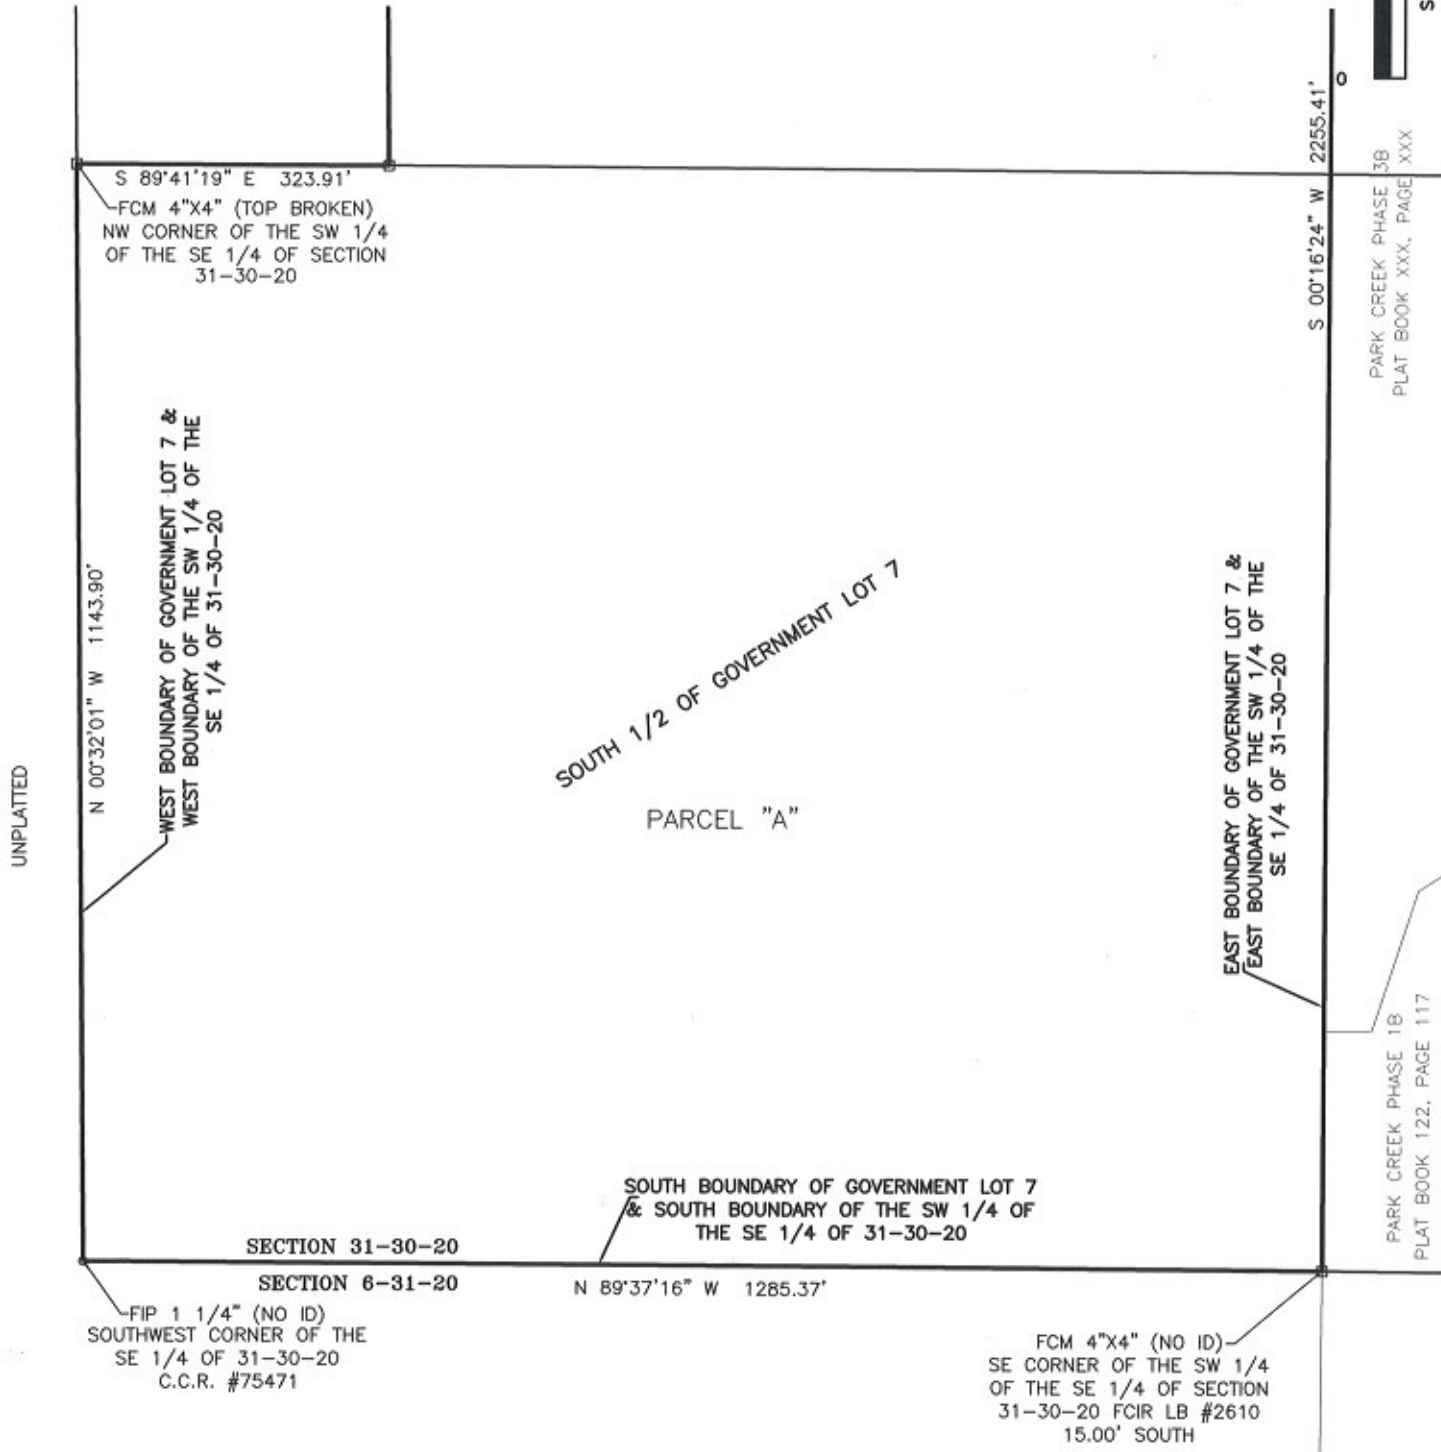 S
0
S 00°16'24" W 2255.41'
PARK CREEK PHASE 3B
PLAT BOOK XXX, PAGE XXX
S 89°41'19" E 323.91'
FCM 4"X4" (TOP BROKEN)
NW CORNER OF THE SW 1/4
OF THE SE 1/4 OF SECTION
31-30-20
WEST BOUNDARY OF GOVERNMENT LOT 7 &
WEST BOUNDARY OF THE SW 1/4 OF THE
SE 1/4 OF 31-30-20
N 00°32'01" W 1143.90'
UNPLATTED
SOUTH 1/2 OF GOVERNMENT LOT 7
PARCEL "A"
EAST BOUNDARY OF GOVERNMENT LOT 7 &
EAST BOUNDARY OF THE SW 1/4 OF THE
SE 1/4 OF 31-30-20
PARK CREEK PHASE 1B
PLAT BOOK 122, PAGE 117
SOUTH BOUNDARY OF GOVERNMENT LOT 7
& SOUTH BOUNDARY OF THE SW 1/4 OF
THE SE 1/4 OF 31-30-20
SECTION 31-30-20
SECTION 6-31-20
N 89°37'16" W 1285.37'
FIP 1 1/4" (NO ID)
SOUTHWEST CORNER OF THE
SE 1/4 OF 31-30-20
C.C.R. #75471
FCM 4"X4" (NO ID)
SE CORNER OF THE SW 1/4
OF THE SE 1/4 OF SECTION
31-30-20 FCIR LB #2610
15.00' SOUTH